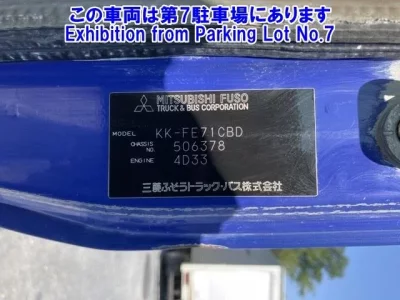 この車両は第7駐車場にあります
Exhibition from Parking Lot No.7
MITSUBISHI FUSO
TRUCK & BUS CORPORATION
MODEL KK-FE71CBD
CHASSIS NO. 506378
ENGINE 4D33
三菱ふそうトラック・バス株式会社